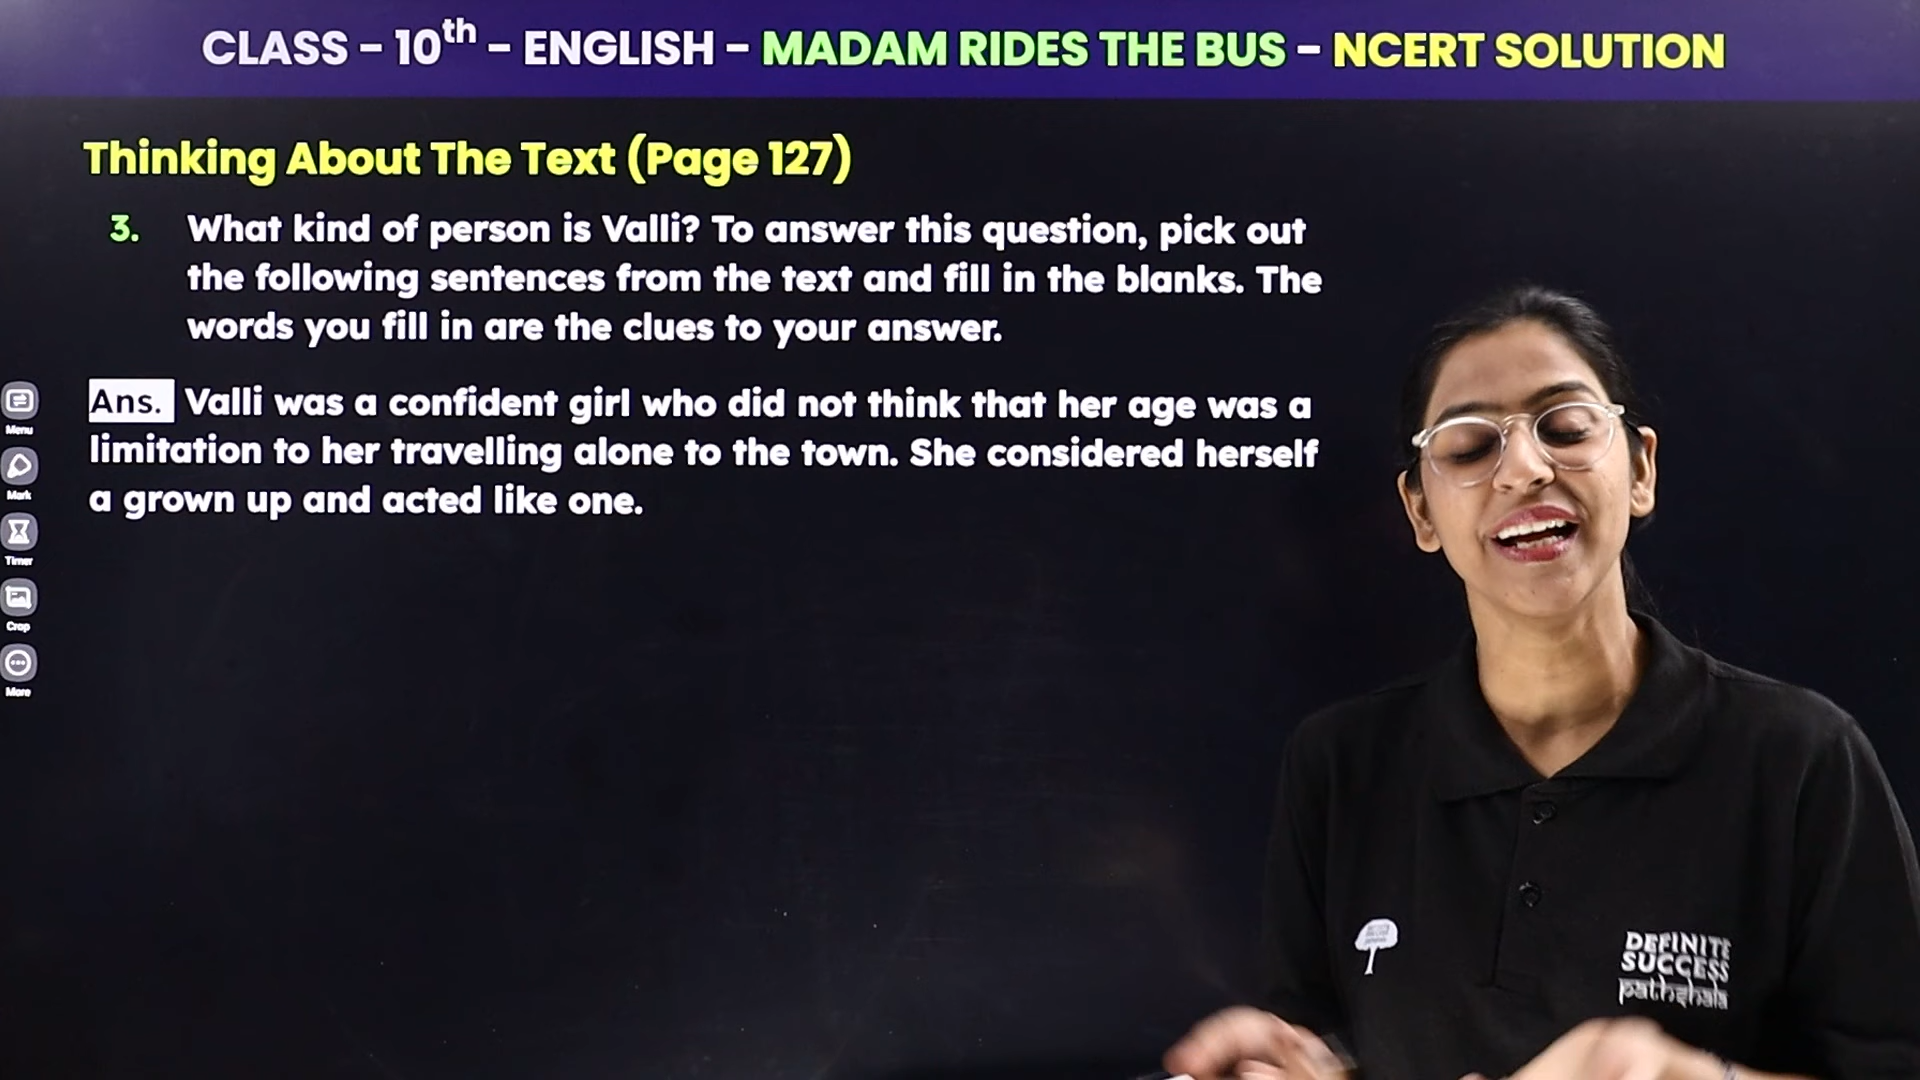 CLASS – 10th – ENGLISH – MADAM RIDES THE BUS – NCERT SOLUTION
Thinking About The Text (Page 127)
3. What kind of person is Valli? To answer this question, pick out
the following sentences from the text and fill in the blanks. The
words you fill in are the clues to your answer.
Ans. Valli was a confident girl who did not think that her age was a
limitation to her travelling alone to the town. She considered herself
a grown up and acted like one.
Menu
Mark
Timer
Crop
More
DEFINITE
SUCCESS
pathshala